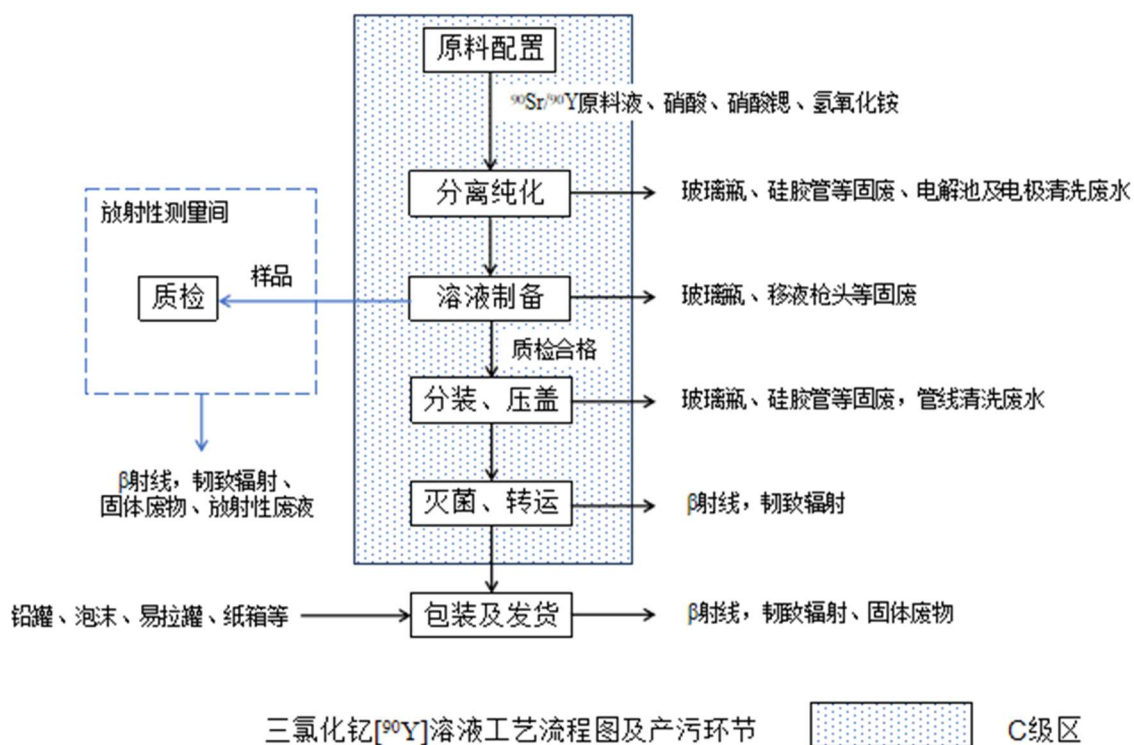 原料配置
⁹⁰Sr/⁹⁰Y原料液、硝酸、硝酸锶、氢氧化铵
分离纯化
玻璃瓶、硅胶管等固废、电解池及电极清洗废水
放射性测量间
样品
质检
溶液制备
玻璃瓶、移液枪头等固废
质检合格
分装、压盖
玻璃瓶、硅胶管等固废，管线清洗废水
β射线，韧致辐射、
固体废物、放射性废液
灭菌、转运
β射线，韧致辐射
铅罐、泡沫、易拉罐、纸箱等
包装及发货
β射线，韧致辐射、固体废物
三氯化钇[⁹⁰Y]溶液工艺流程图及产污环节
C级区